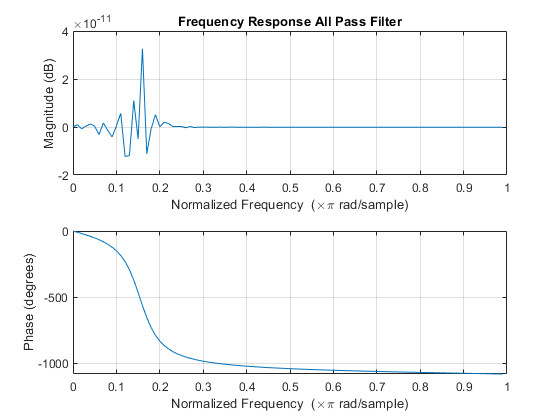 Frequency Response All Pass Filter
×10⁻¹¹
Magnitude (dB)
4
2
0
-2
0 0.1 0.2 0.3 0.4 0.5 0.6 0.7 0.8 0.9 1
Normalized Frequency (×π rad/sample)
Phase (degrees)
0
-500
-1000
0 0.1 0.2 0.3 0.4 0.5 0.6 0.7 0.8 0.9 1
Normalized Frequency (×π rad/sample)